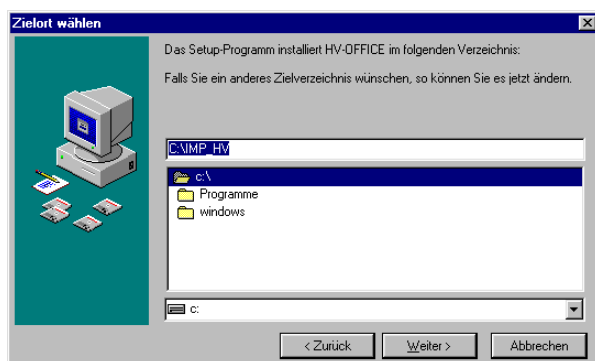 Zielort wählen
Das Setup-Programm installiert HV-OFFICE im folgenden Verzeichnis:
Falls Sie ein anderes Zielverzeichnis wünschen, so können Sie es jetzt ändern.
C:\IMP_HV
c:\
Programme
windows
c:
< Zurück Weiter > Abbrechen